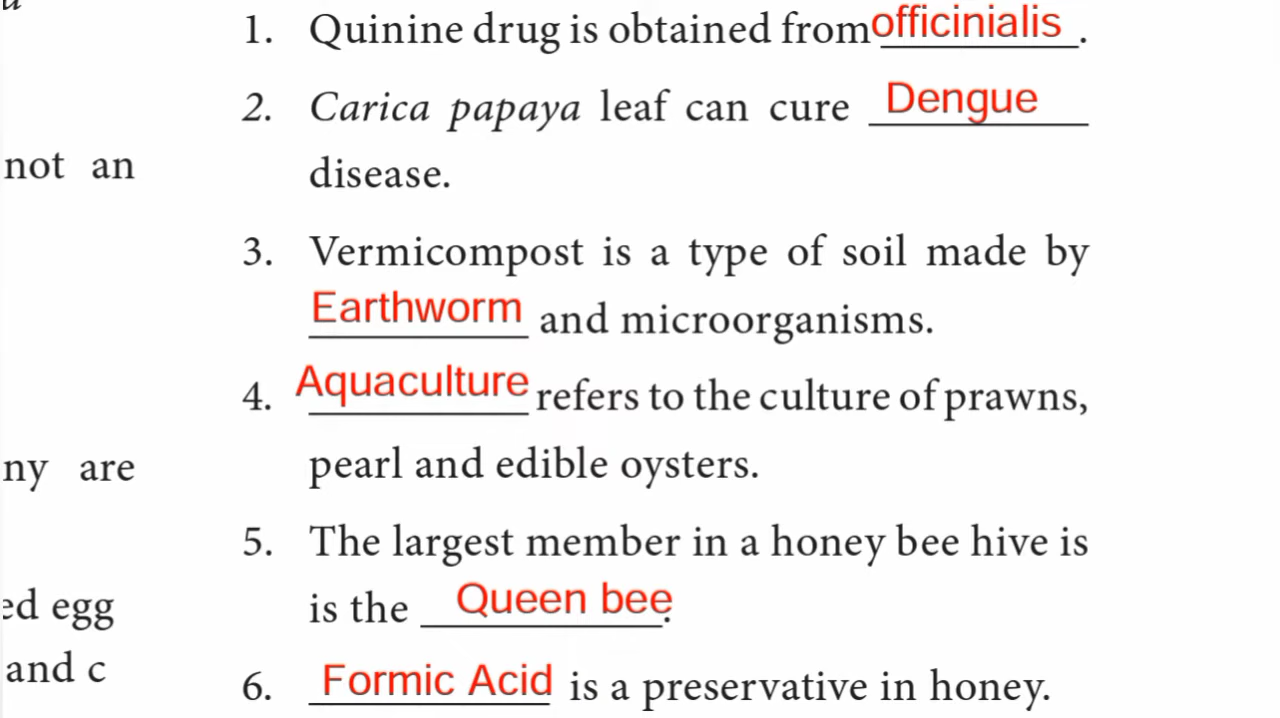 not an
ny are
ed egg
and c
1. Quinine drug is obtained from officinialis.
2. Carica papaya leaf can cure Dengue
disease.
3. Vermicompost is a type of soil made by
Earthworm and microorganisms.
4. Aquaculture refers to the culture of prawns,
pearl and edible oysters.
5. The largest member in a honey bee hive is
is the Queen bee.
6. Formic Acid is a preservative in honey.